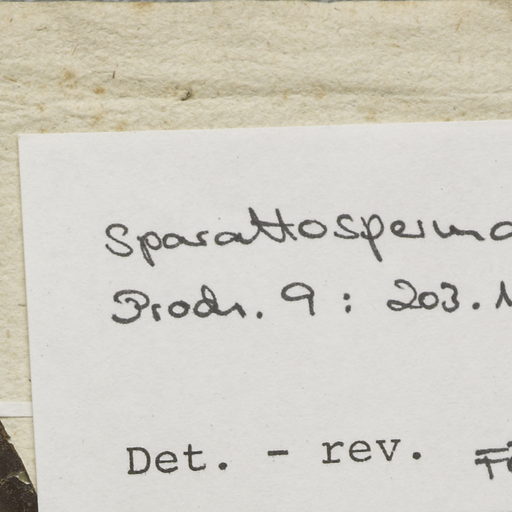 Sparattosperma
Prodr. 9 : 203.
Det. - rev.